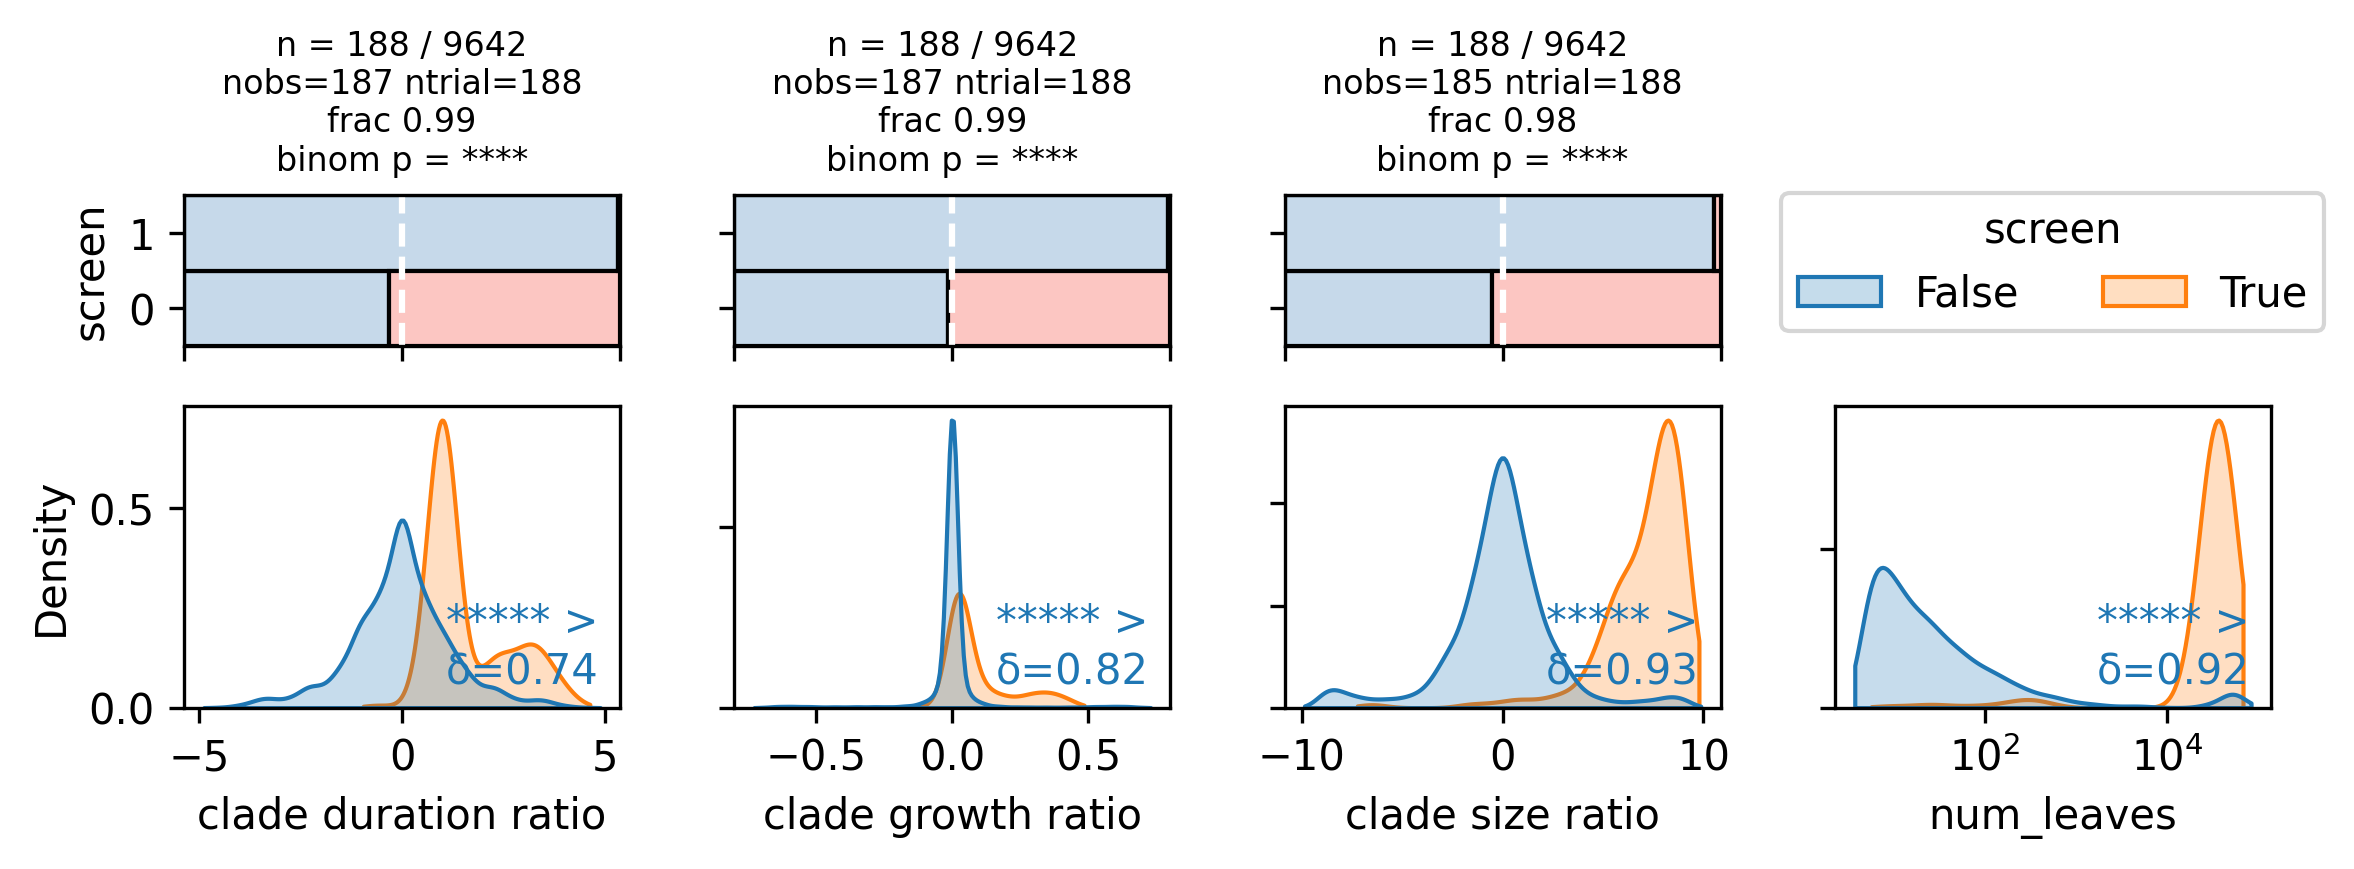 n = 188 / 9642
nobs=187 ntrial=188
frac 0.99
binom p = ****
n = 188 / 9642
nobs=187 ntrial=188
frac 0.99
binom p = ****
n = 188 / 9642
nobs=185 ntrial=188
frac 0.98
binom p = ****
screen
1
0
screen
False
True
Density
0.5
0.0
***** >
δ=0.74
−5
0
5
clade duration ratio
***** >
δ=0.82
−0.5
0.0
0.5
clade growth ratio
***** >
δ=0.93
−10
0
10
clade size ratio
***** >
δ=0.92
10²
10⁴
num_leaves